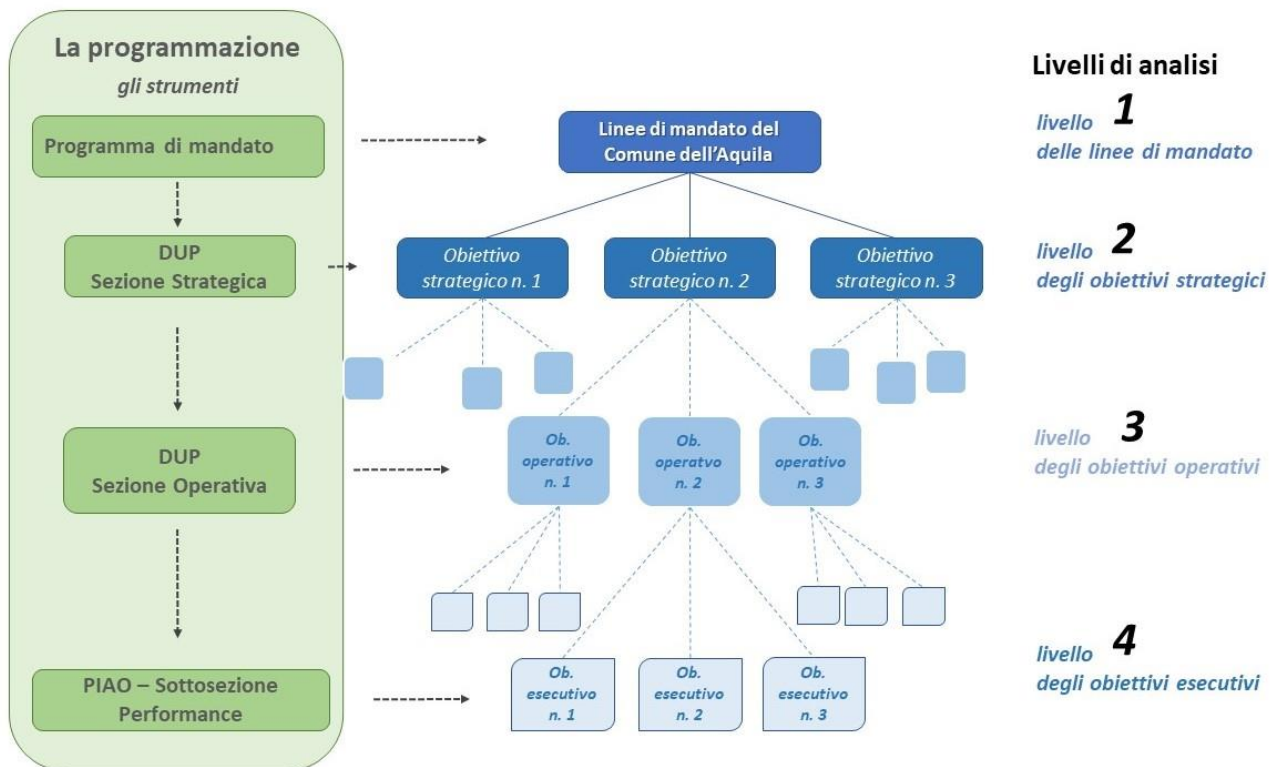 La programmazione
gli strumenti
Programma di mandato
DUP
Sezione Strategica
DUP
Sezione Operativa
PIAO – Sottosezione
Performance
Linee di mandato del
Comune dell'Aquila
Obiettivo
strategico n. 1
Obiettivo
strategico n. 2
Obiettivo
strategico n. 3
Ob.
operativo
n. 1
Ob.
operatvo
n. 2
Ob.
operativo
n. 3
Ob.
esecutivo
n. 1
Ob.
esecutivo
n. 2
Ob.
esecutivo
n. 3
Livelli di analisi
livello 1
delle linee di mandato
livello 2
degli obiettivi strategici
livello 3
degli obiettivi operativi
livello 4
degli obiettivi esecutivi